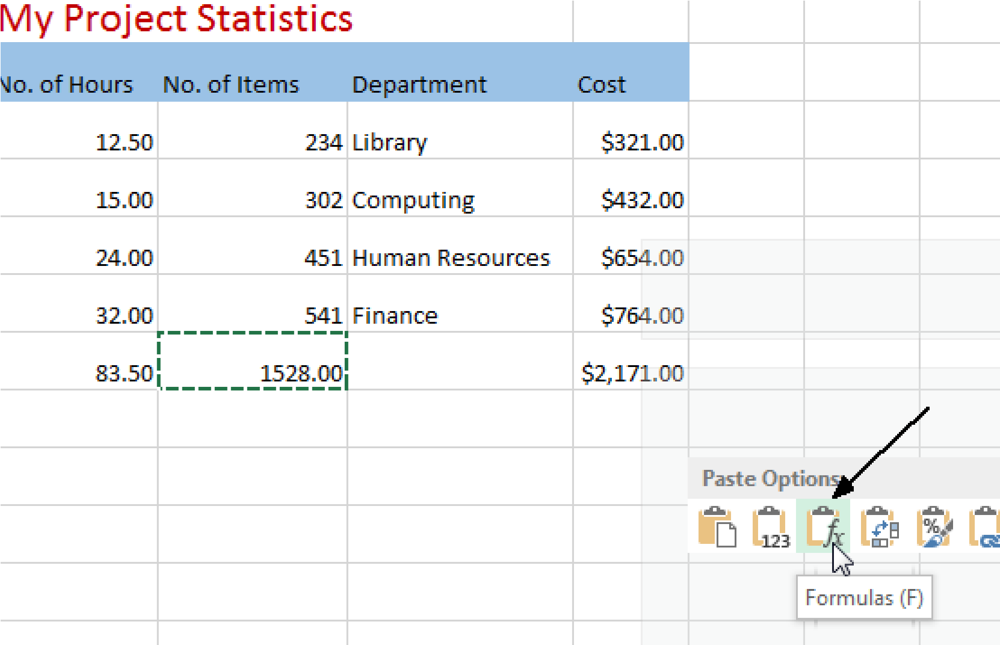 My Project Statistics
No. of Hours No. of Items Department Cost
12.50 234 Library $321.00
15.00 302 Computing $432.00
24.00 451 Human Resources $654.00
32.00 541 Finance $764.00
83.50 1528.00 $2,171.00
Paste Options:
123 fx %
Formulas (F)